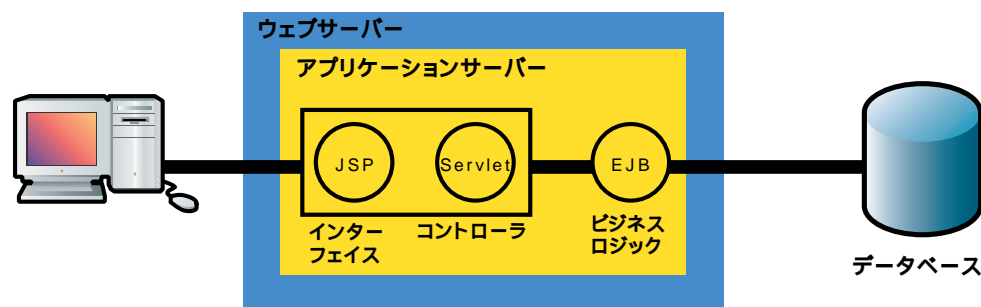 ウェブサーバー
アプリケーションサーバー
JSP
Servlet
EJB
インター
フェイス
コントローラ
ビジネス
ロジック
データベース